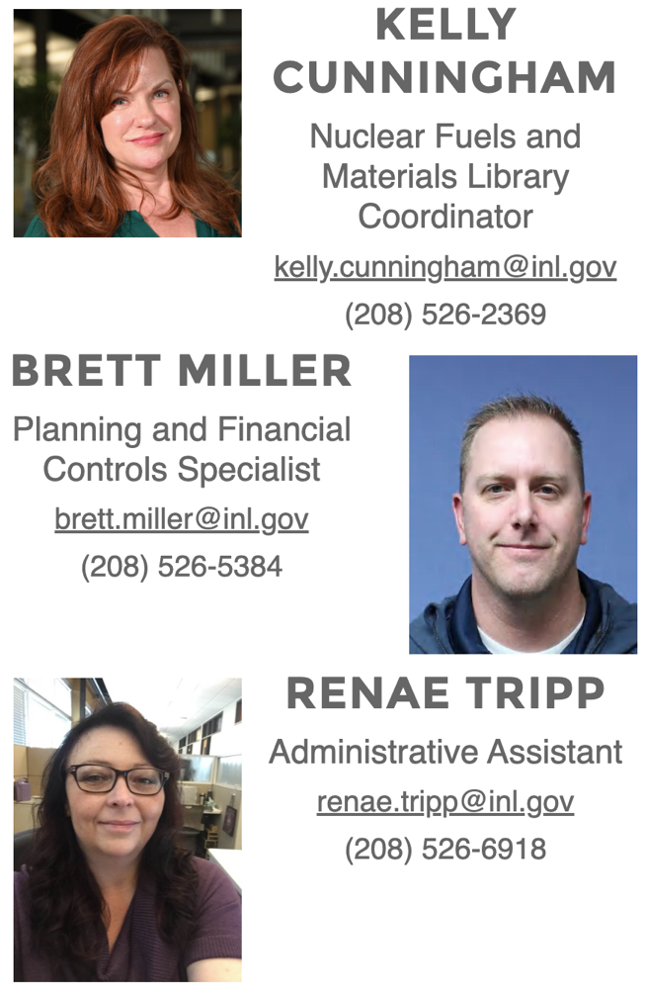 KELLY
CUNNINGHAM
Nuclear Fuels and
Materials Library
Coordinator
kelly.cunningham@inl.gov
(208) 526-2369
BRETT MILLER
Planning and Financial
Controls Specialist
brett.miller@inl.gov
(208) 526-5384
RENAE TRIPP
Administrative Assistant
renae.tripp@inl.gov
(208) 526-6918